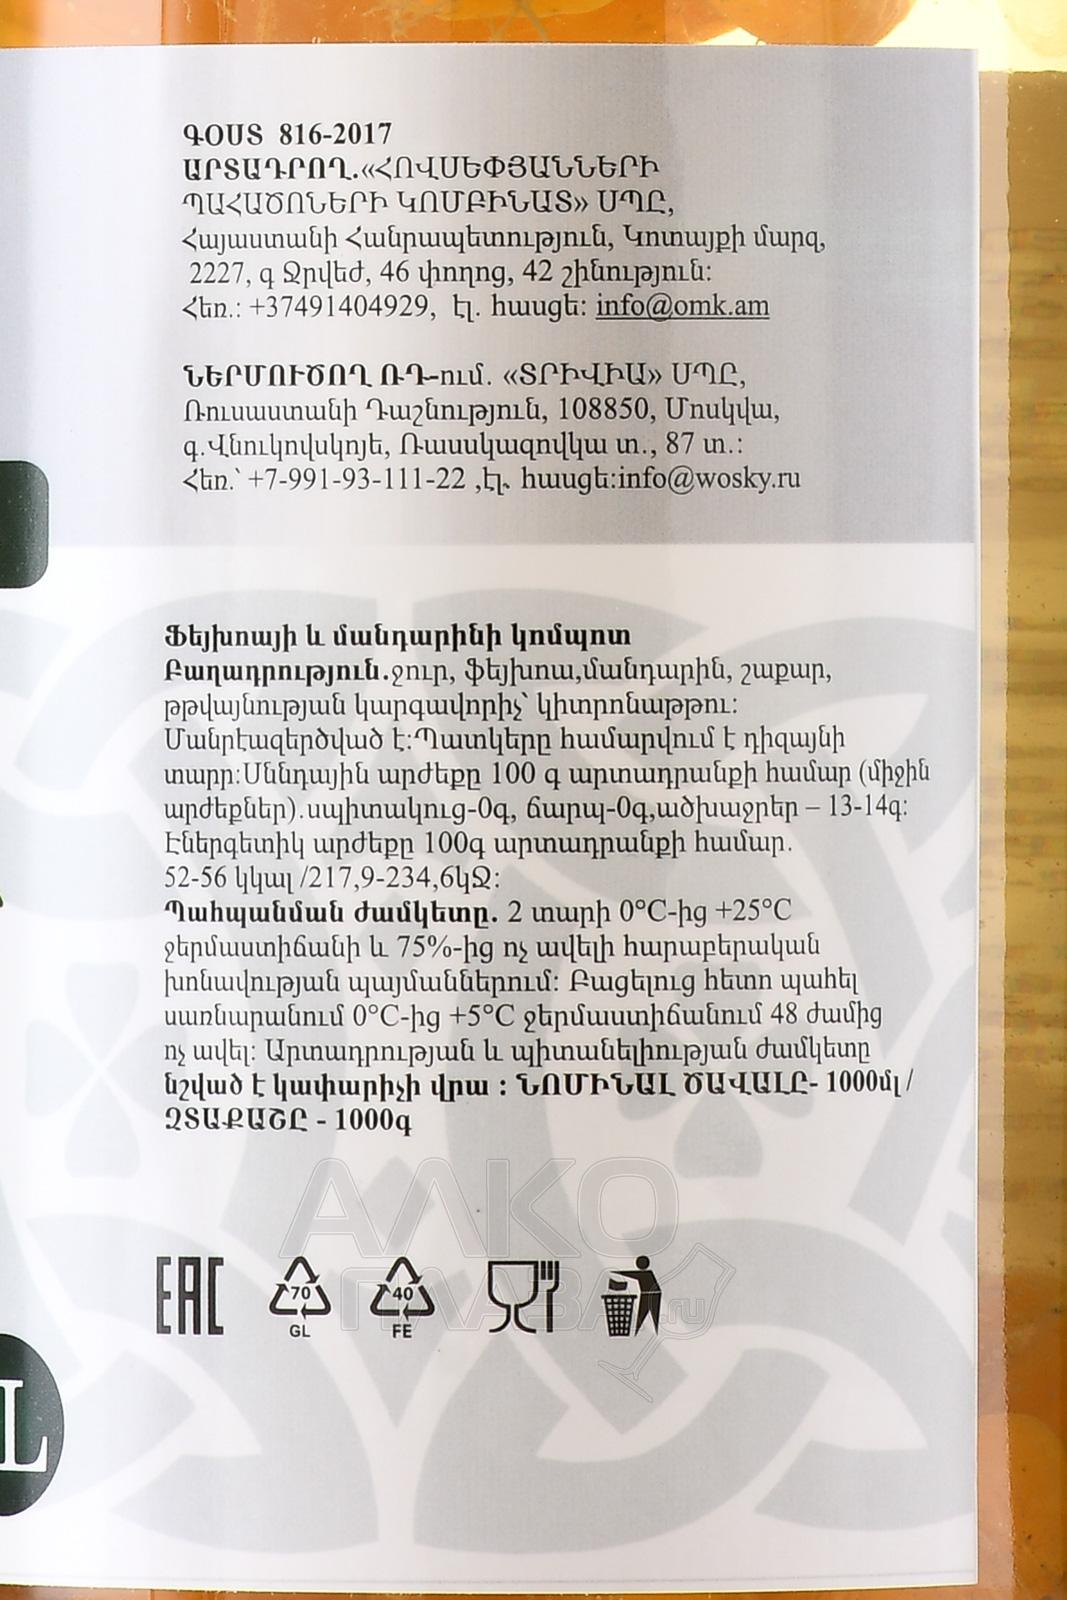 ԳՕՍՏ 816-2017
ԱՐՏԱԴՐՈՂ.«ՀՈՎՍԵՓՅԱՆՆԵՐԻ
ՊԱՀԱԾՈՆԵՐԻ ԿՈՄԲԻՆԱՏ» ՍՊԸ,
Հայաստանի Հանրապետություն, Կոտայքի մարզ,
2227, գ Ջրվեժ, 46 փողոց, 42 շինություն:
Հեռ.: +37491404929, էլ. հասցե: info@omk.am
ՆԵՐՄՈՒԾՈՂ ՌԴ-ում. «ՏՐԻՎԻԱ» ՍՊԸ,
Ռուսաստանի Դաշնություն, 108850, Մոսկվա,
գ.Վնուկովսկոյե, Ռասսկազովկա տ., 87 տ.:
Հեռ.՝ +7-991-93-111-22 ,էլ. հասցե:info@wosky.ru
Ֆեյխոայի և մանդարինի կոմպոտ
Բաղադրություն.ջուր, ֆեյխոա,մանդարին, շաքար,
թթվայնության կարգավորիչ՝ կիտրոնաթթու:
Մանրէազերծված է:Պատկերը համարվում է դիզայնի
տարր:Սննդային արժեքը 100 գ արտադրանքի համար (միջին
արժեքներ).սպիտակուց-0գ, ճարպ-0գ,ածխաջրեր – 13-14գ:
Էներգետիկ արժեքը 100գ արտադրանքի համար.
52-56 կկալ /217,9-234,6կՋ:
Պահպանման ժամկետը. 2 տարի 0°C-ից +25°C
ջերմաստիճանի և 75%-ից ոչ ավելի հարաբերական
խոնավության պայմաններում: Բացելուց հետո պահել
սառնարանում 0°C-ից +5°C ջերմաստիճանում 48 ժամից
ոչ ավել: Արտադրության և պիտանելիության ժամկետը
նշված է կափարիչի վրա : ՆՈՄԻՆԱԼ ԾԱՎԱԼԸ- 1000մլ /
ԶՏԱՔԱՇԸ - 1000գ
АЛКО
ГЛАВА.ru
EAC
70
GL
40
FE
L